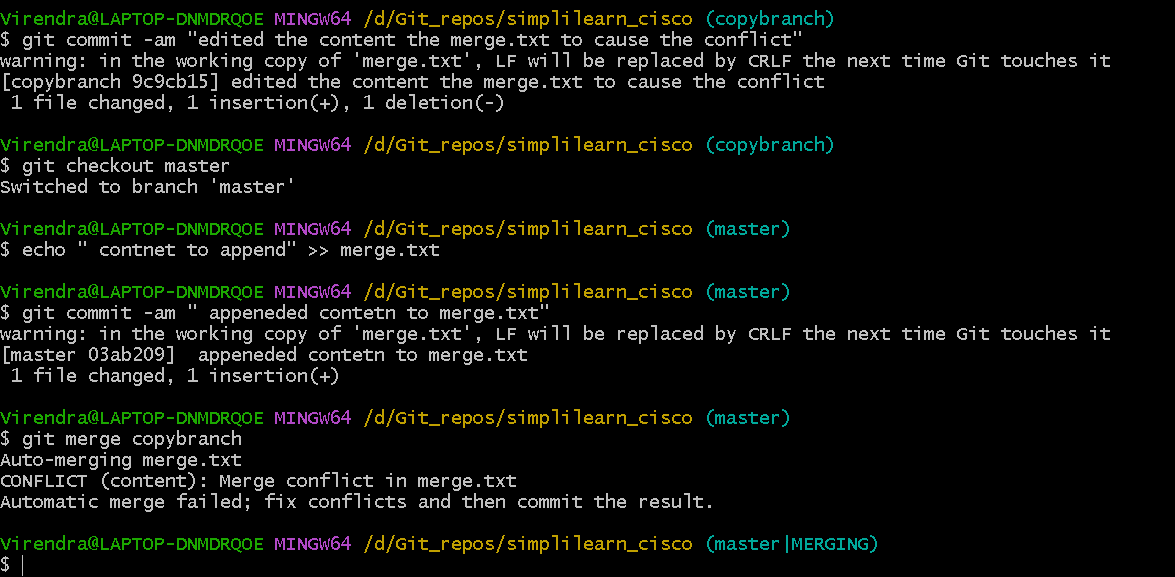 Virendra@LAPTOP-DNMDRQOE MINGW64 /d/Git_repos/simplilearn_cisco (copybranch)
$ git commit -am "edited the content the merge.txt to cause the conflict"
warning: in the working copy of 'merge.txt', LF will be replaced by CRLF the next time Git touches it
[copybranch 9c9cb15] edited the content the merge.txt to cause the conflict
 1 file changed, 1 insertion(+), 1 deletion(-)
Virendra@LAPTOP-DNMDRQOE MINGW64 /d/Git_repos/simplilearn_cisco (copybranch)
$ git checkout master
Switched to branch 'master'
Virendra@LAPTOP-DNMDRQOE MINGW64 /d/Git_repos/simplilearn_cisco (master)
$ echo " contnet to append" >> merge.txt
Virendra@LAPTOP-DNMDRQOE MINGW64 /d/Git_repos/simplilearn_cisco (master)
$ git commit -am " appeneded contetn to merge.txt"
warning: in the working copy of 'merge.txt', LF will be replaced by CRLF the next time Git touches it
[master 03ab209]  appeneded contetn to merge.txt
 1 file changed, 1 insertion(+)
Virendra@LAPTOP-DNMDRQOE MINGW64 /d/Git_repos/simplilearn_cisco (master)
$ git merge copybranch
Auto-merging merge.txt
CONFLICT (content): Merge conflict in merge.txt
Automatic merge failed; fix conflicts and then commit the result.
Virendra@LAPTOP-DNMDRQOE MINGW64 /d/Git_repos/simplilearn_cisco (master|MERGING)
$